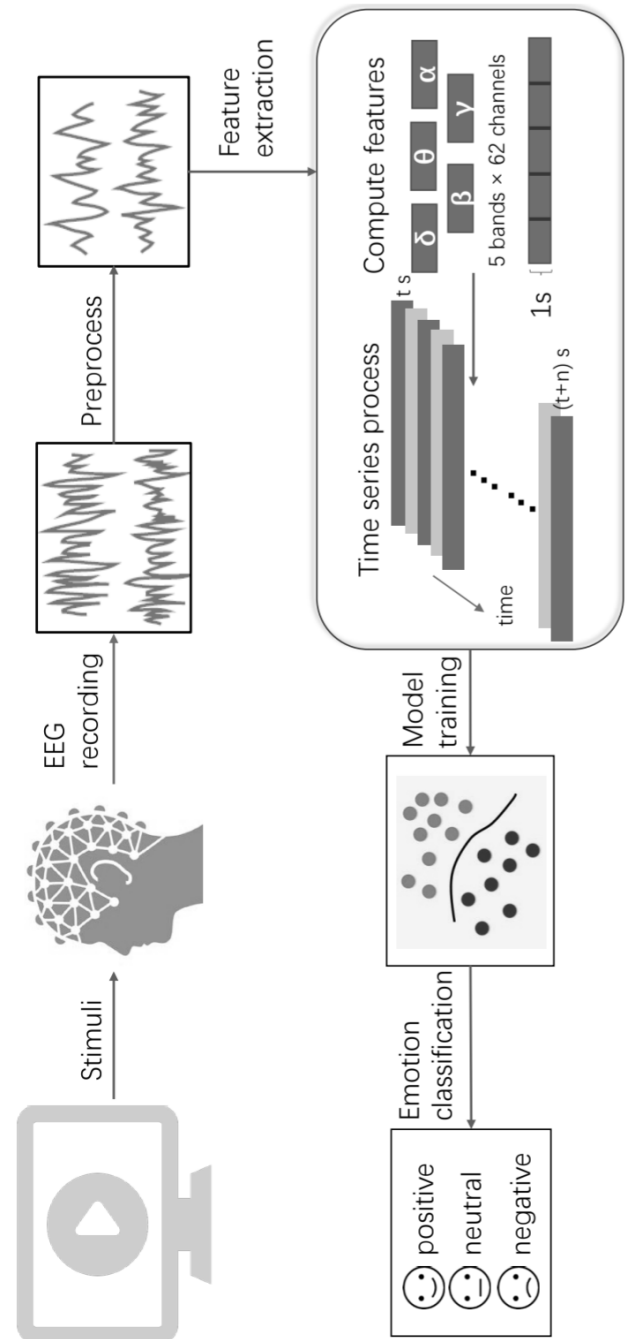 Stimuli
EEG
recording
Preprocess
Feature
extraction
Compute features
δ θ α
β γ
5 bands × 62 channels
1s
Time series process
t s
(t+n) s
time
Model
training
Emotion
classification
positive
neutral
negative